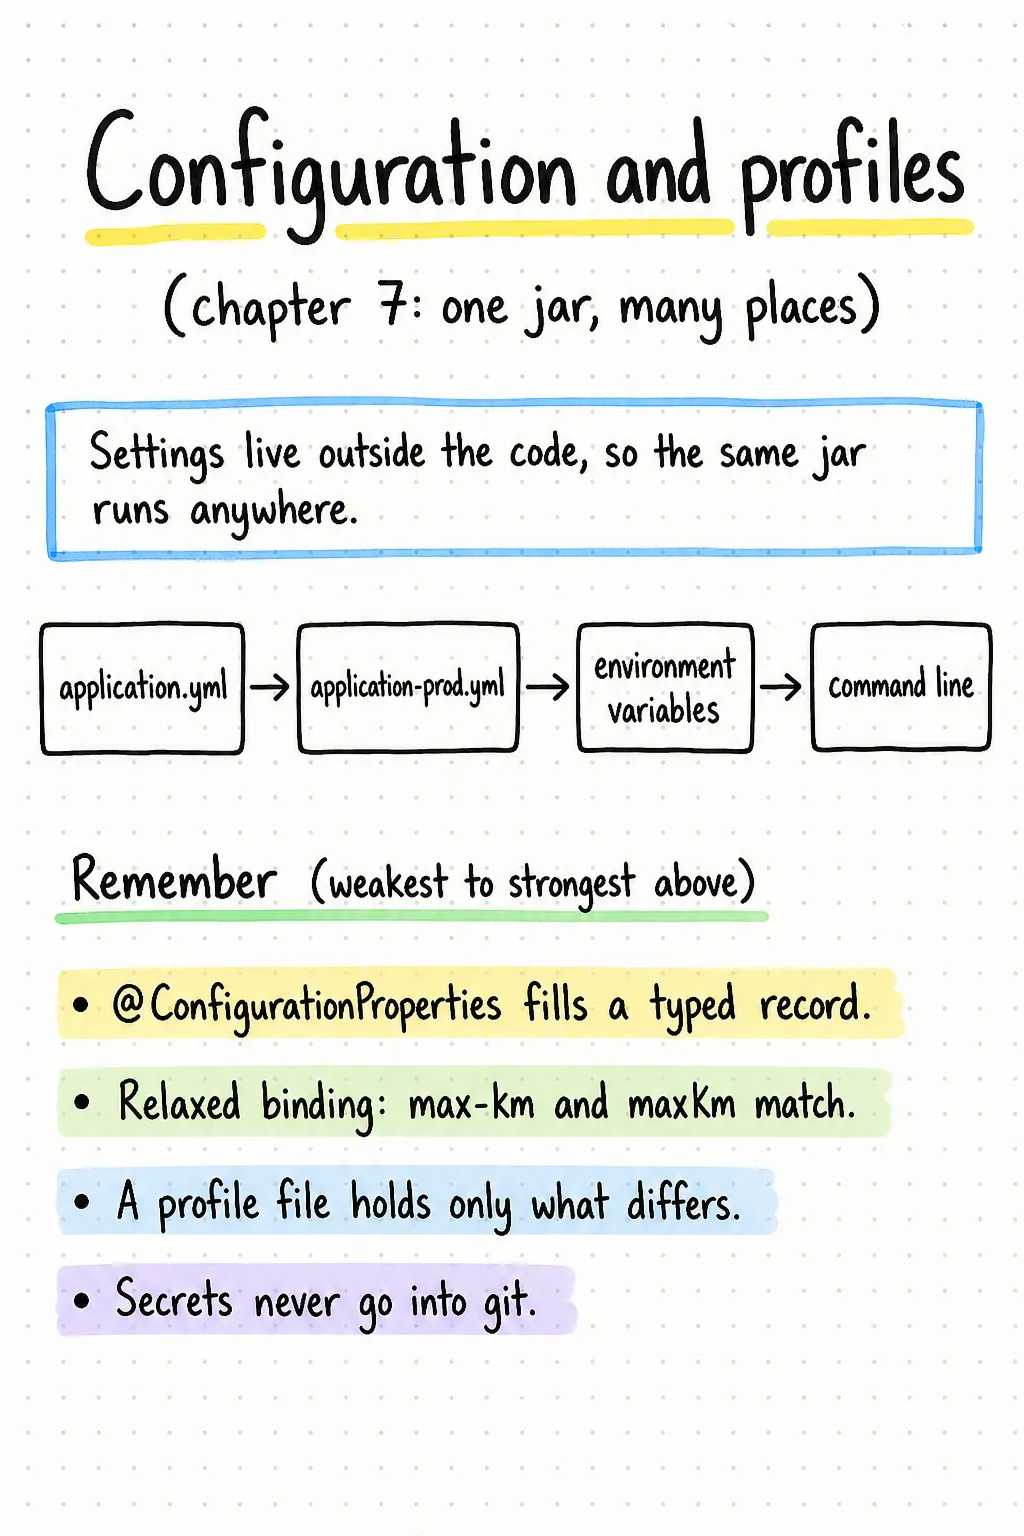 Configuration and profiles
(chapter 7: one jar, many places)
Settings live outside the code, so the same jar
runs anywhere.
application.yml
application-prod.yml
environment
variables
command line
Remember (weakest to strongest above)
• @ConfigurationProperties fills a typed record.
• Relaxed binding: max-km and maxKm match.
• A profile file holds only what differs.
• Secrets never go into git.